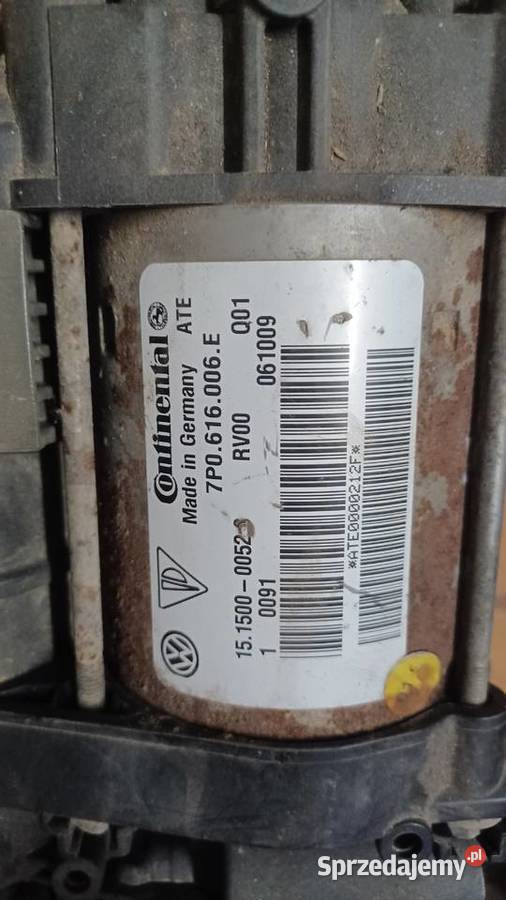 Continental
Made in Germany ATE
7P0.616.006.E
RV00 Q01
061009
15.1500-0052
1 0091
*ATE0000212F*
Sprzedajemy.pl